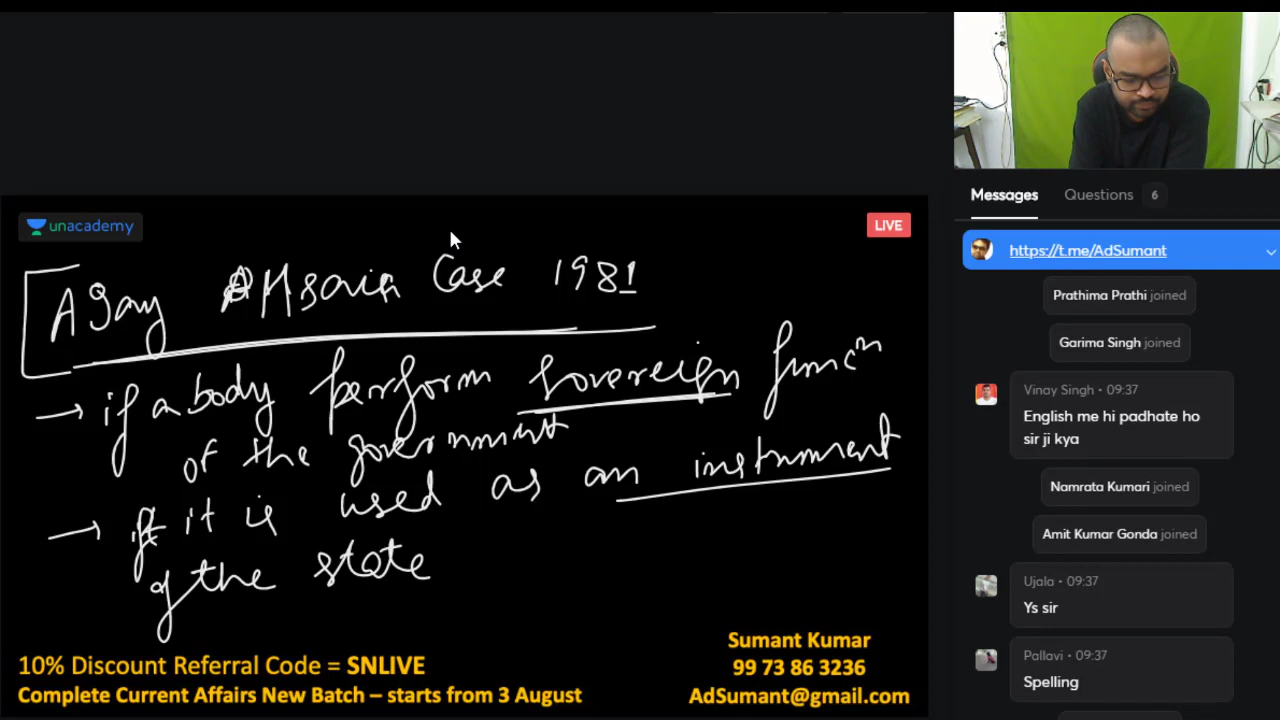 unacademy
LIVE
Ajay Hasain Case 1981
→ if a body perform sovereign funcn
of the government
→ if it is used as an instrument
of the state
10% Discount Referral Code = SNLIVE
Complete Current Affairs New Batch – starts from 3 August
Sumant Kumar
99 73 86 3236
AdSumant@gmail.com
Messages
Questions
6
https://t.me/AdSumant
Prathima Prathi joined
Garima Singh joined
Vinay Singh • 09:37
English me hi padhate ho
sir ji kya
Namrata Kumari joined
Amit Kumar Gonda joined
Ujala • 09:37
Ys sir
Pallavi • 09:37
Spelling